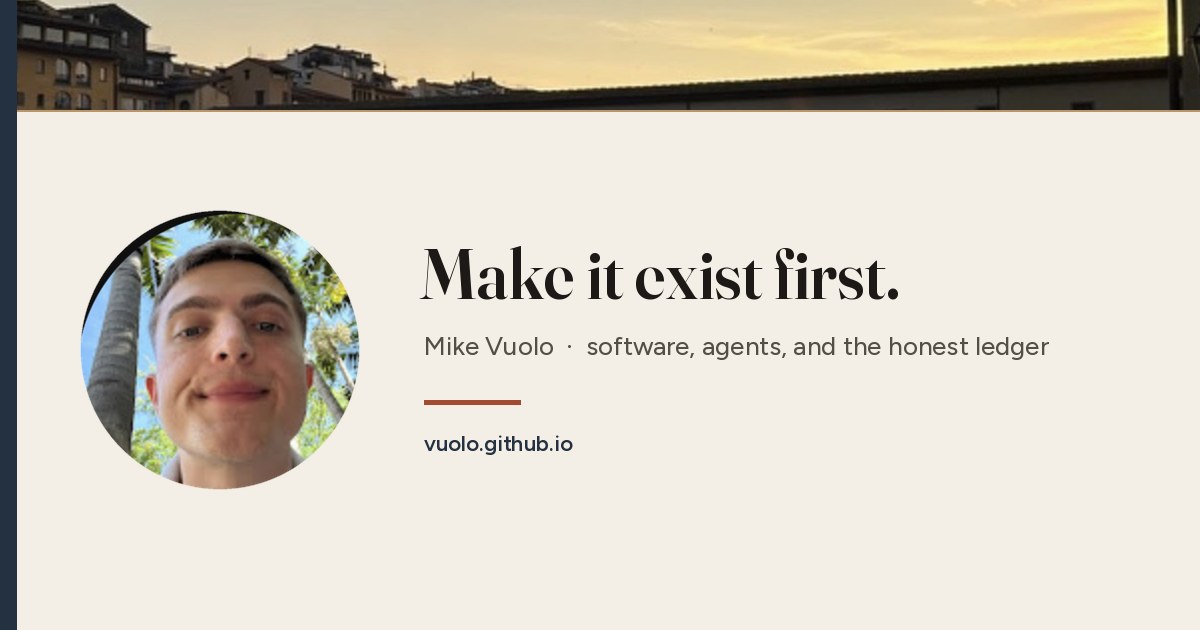 Make it exist first.
Mike Vuolo · software, agents, and the honest ledger
vuolo.github.io